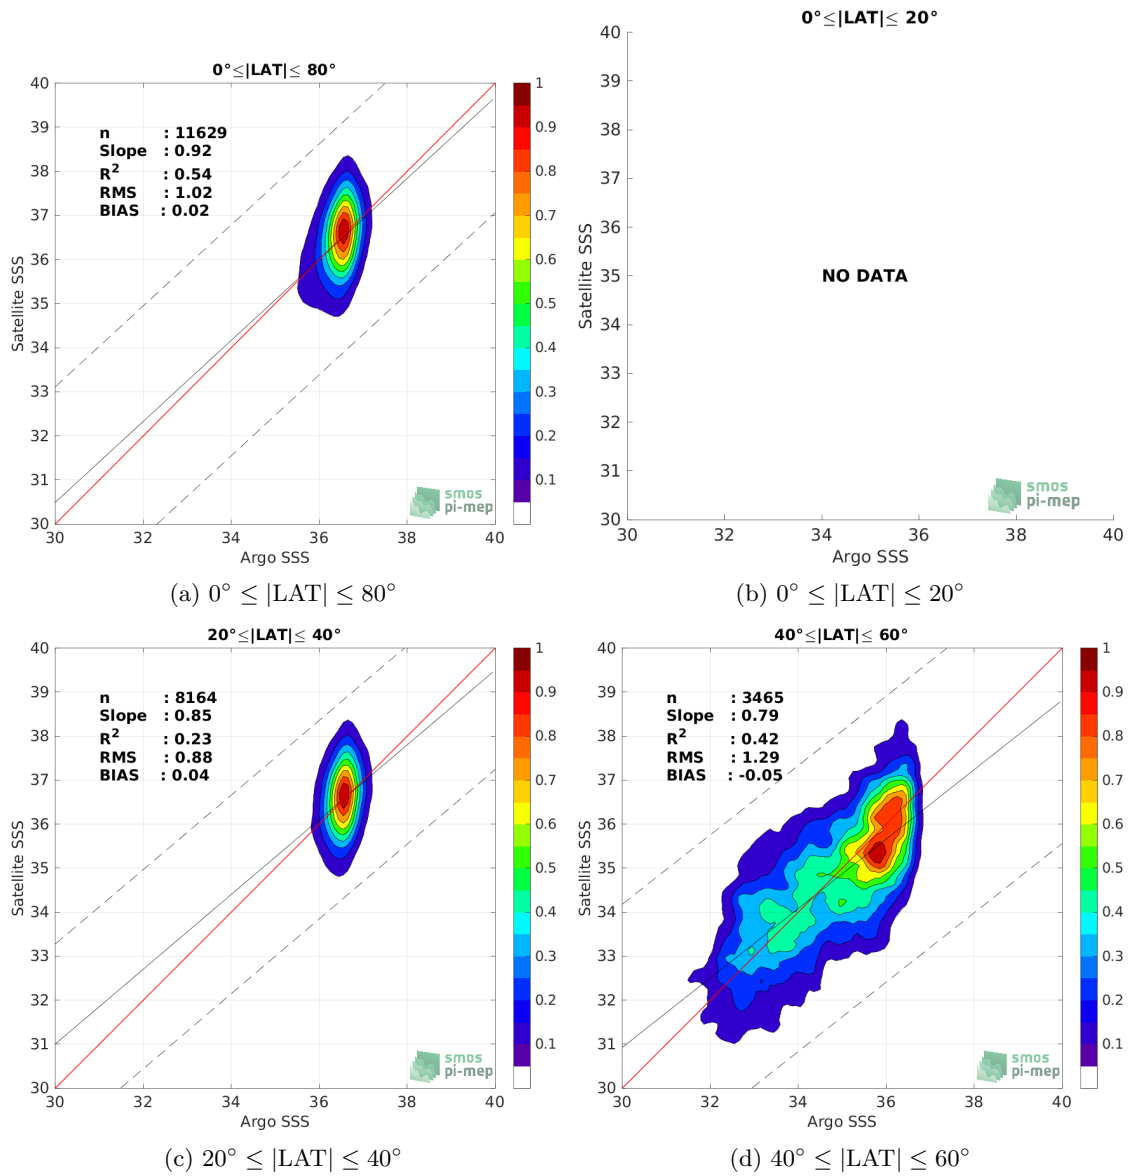 0°≤|LAT|≤ 80°
40
39
38
37
36
35
34
33
32
31
30
Satellite SSS
n : 11629
Slope : 0.92
R² : 0.54
RMS : 1.02
BIAS : 0.02
1
0.9
0.8
0.7
0.6
0.5
0.4
0.3
0.2
0.1
smos
pi-mep
30 32 34 36 38 40
Argo SSS
(a) 0° ≤ |LAT| ≤ 80°
0°≤|LAT|≤ 20°
40
39
38
37
36
35
34
33
32
31
30
Satellite SSS
NO DATA
smos
pi-mep
30 32 34 36 38 40
Argo SSS
(b) 0° ≤ |LAT| ≤ 20°
20°≤|LAT|≤ 40°
40
39
38
37
36
35
34
33
32
31
30
Satellite SSS
n : 8164
Slope : 0.85
R² : 0.23
RMS : 0.88
BIAS : 0.04
1
0.9
0.8
0.7
0.6
0.5
0.4
0.3
0.2
0.1
smos
pi-mep
30 32 34 36 38 40
Argo SSS
(c) 20° ≤ |LAT| ≤ 40°
40°≤|LAT|≤ 60°
40
39
38
37
36
35
34
33
32
31
30
Satellite SSS
n : 3465
Slope : 0.79
R² : 0.42
RMS : 1.29
BIAS : -0.05
1
0.9
0.8
0.7
0.6
0.5
0.4
0.3
0.2
0.1
smos
pi-mep
30 32 34 36 38 40
Argo SSS
(d) 40° ≤ |LAT| ≤ 60°